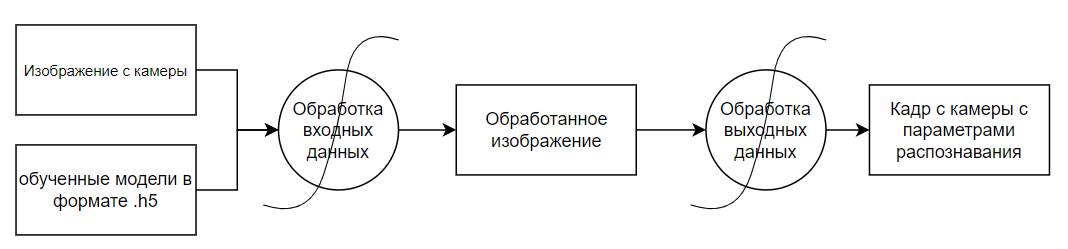 Изображение с камеры
обученные модели в
формате .h5
Обработка
входных
данных
Обработанное
изображение
Обработка
выходных
данных
Кадр с камеры с
параметрами
распознавания